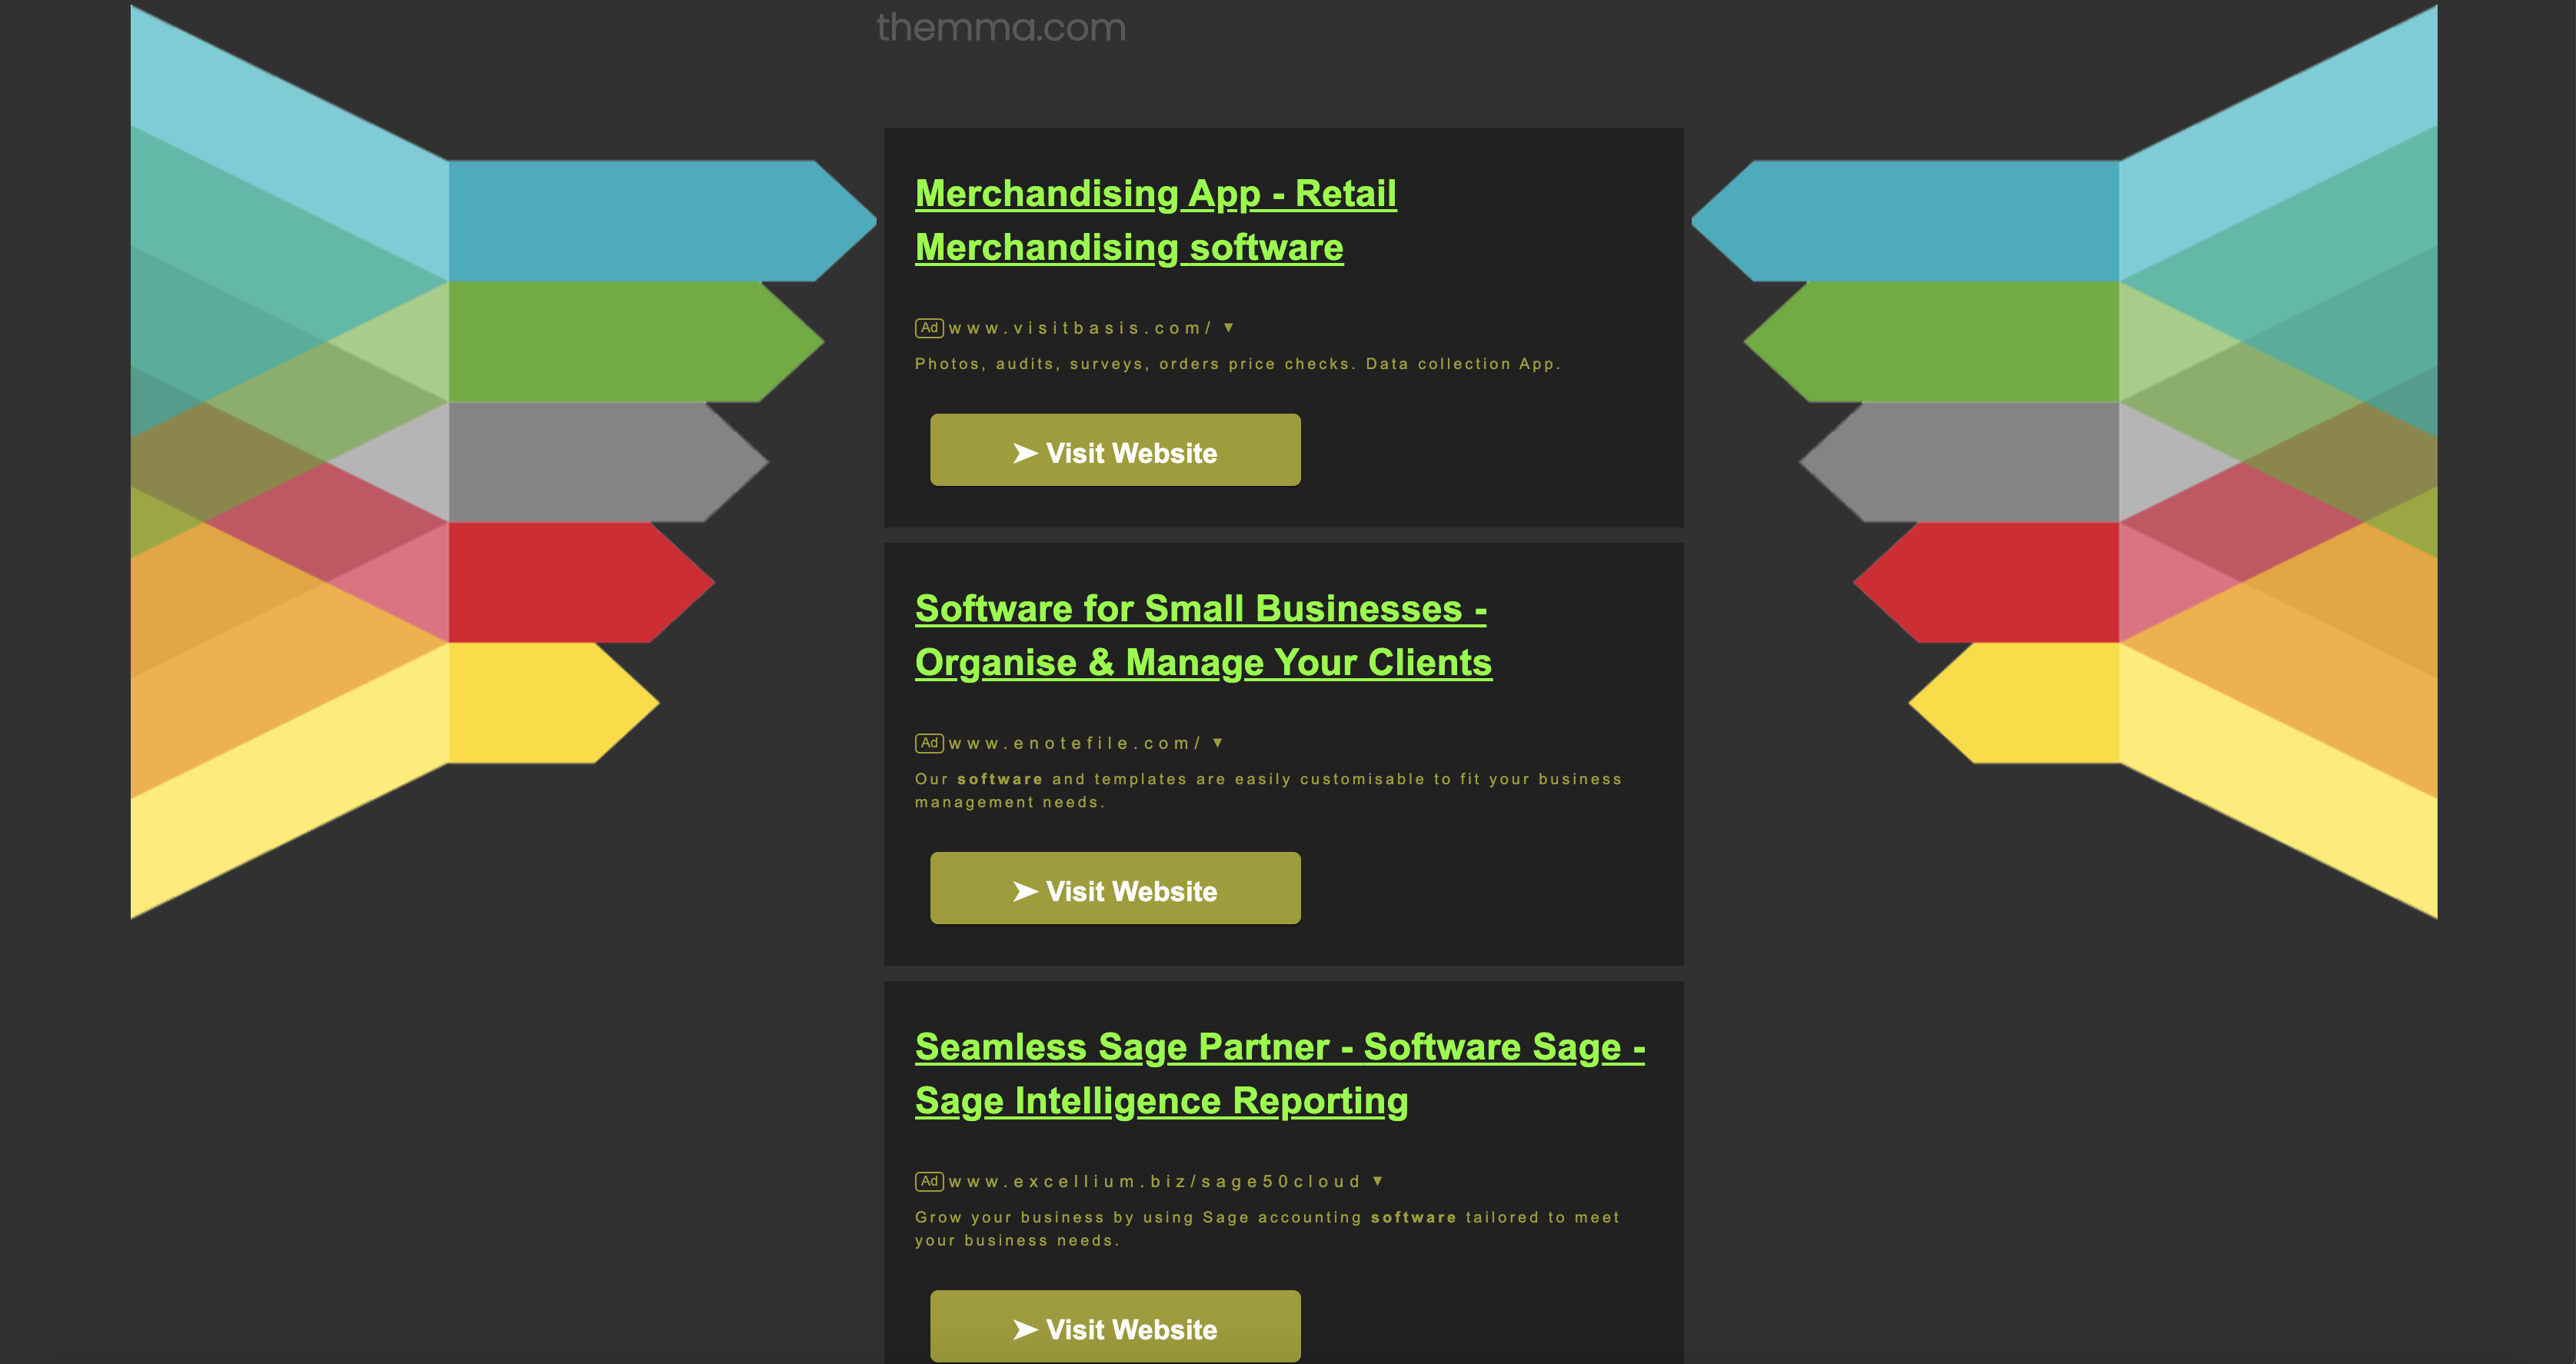 themma.com
Merchandising App - Retail
Merchandising software
Ad www.visitbasis.com/ ▼
Photos, audits, surveys, orders price checks. Data collection App.
➤ Visit Website
Software for Small Businesses -
Organise & Manage Your Clients
Ad www.enotefile.com/ ▼
Our software and templates are easily customisable to fit your business
management needs.
➤ Visit Website
Seamless Sage Partner - Software Sage -
Sage Intelligence Reporting
Ad www.excellium.biz/sage50cloud ▼
Grow your business by using Sage accounting software tailored to meet
your business needs.
➤ Visit Website